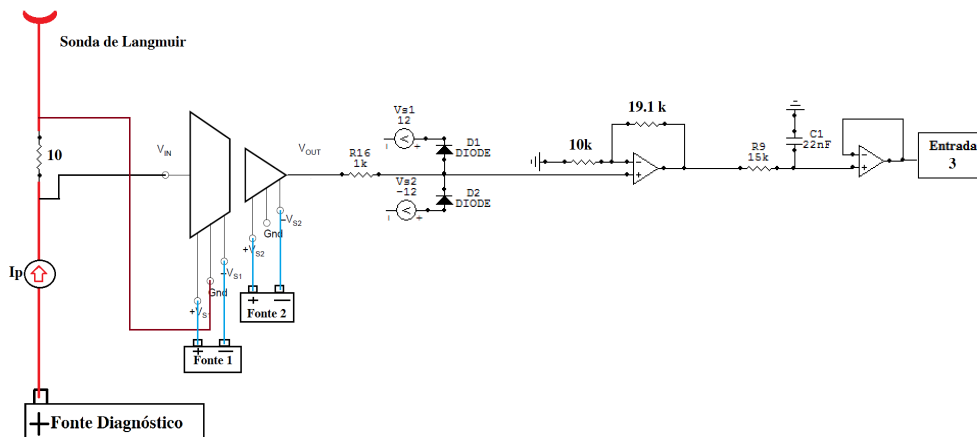 Sonda de Langmuir
10
V_IN
V_OUT
Vs1
12
D1
DIODE
R16
1k
Vs2
-12
D2
DIODE
19.1 k
10k
C1
22nF
R9
15k
Entrada
3
Gnd
-V_S2
+V_S2
-V_S1
Gnd
+V_S1
Ip
Fonte 2
Fonte 1
Fonte Diagnóstico